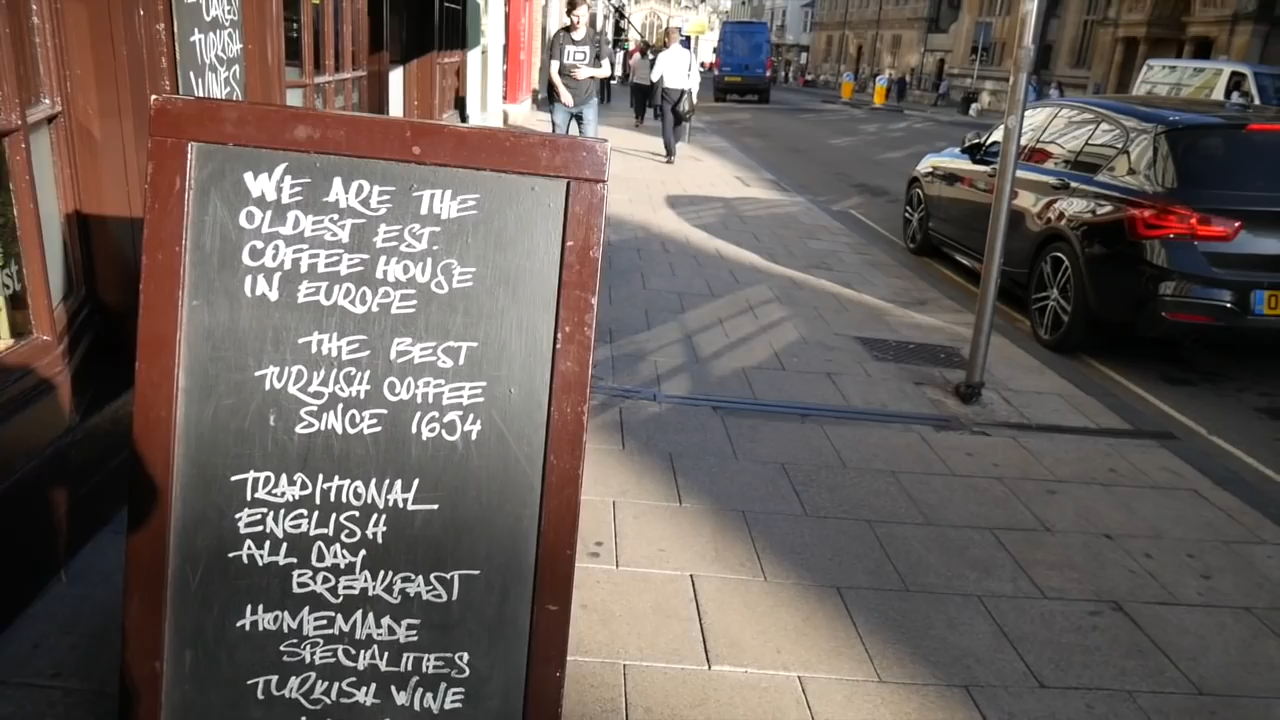 CAKES
TURKISH
WINES
ID
WE ARE THE
OLDEST EST.
COFFEE HOUSE
IN EUROPE
THE BEST
TURKISH COFFEE
SINCE 1654
TRADITIONAL
ENGLISH
ALL DAY
BREAKFAST
HOMEMADE
SPECIALITIES
TURKISH WINE